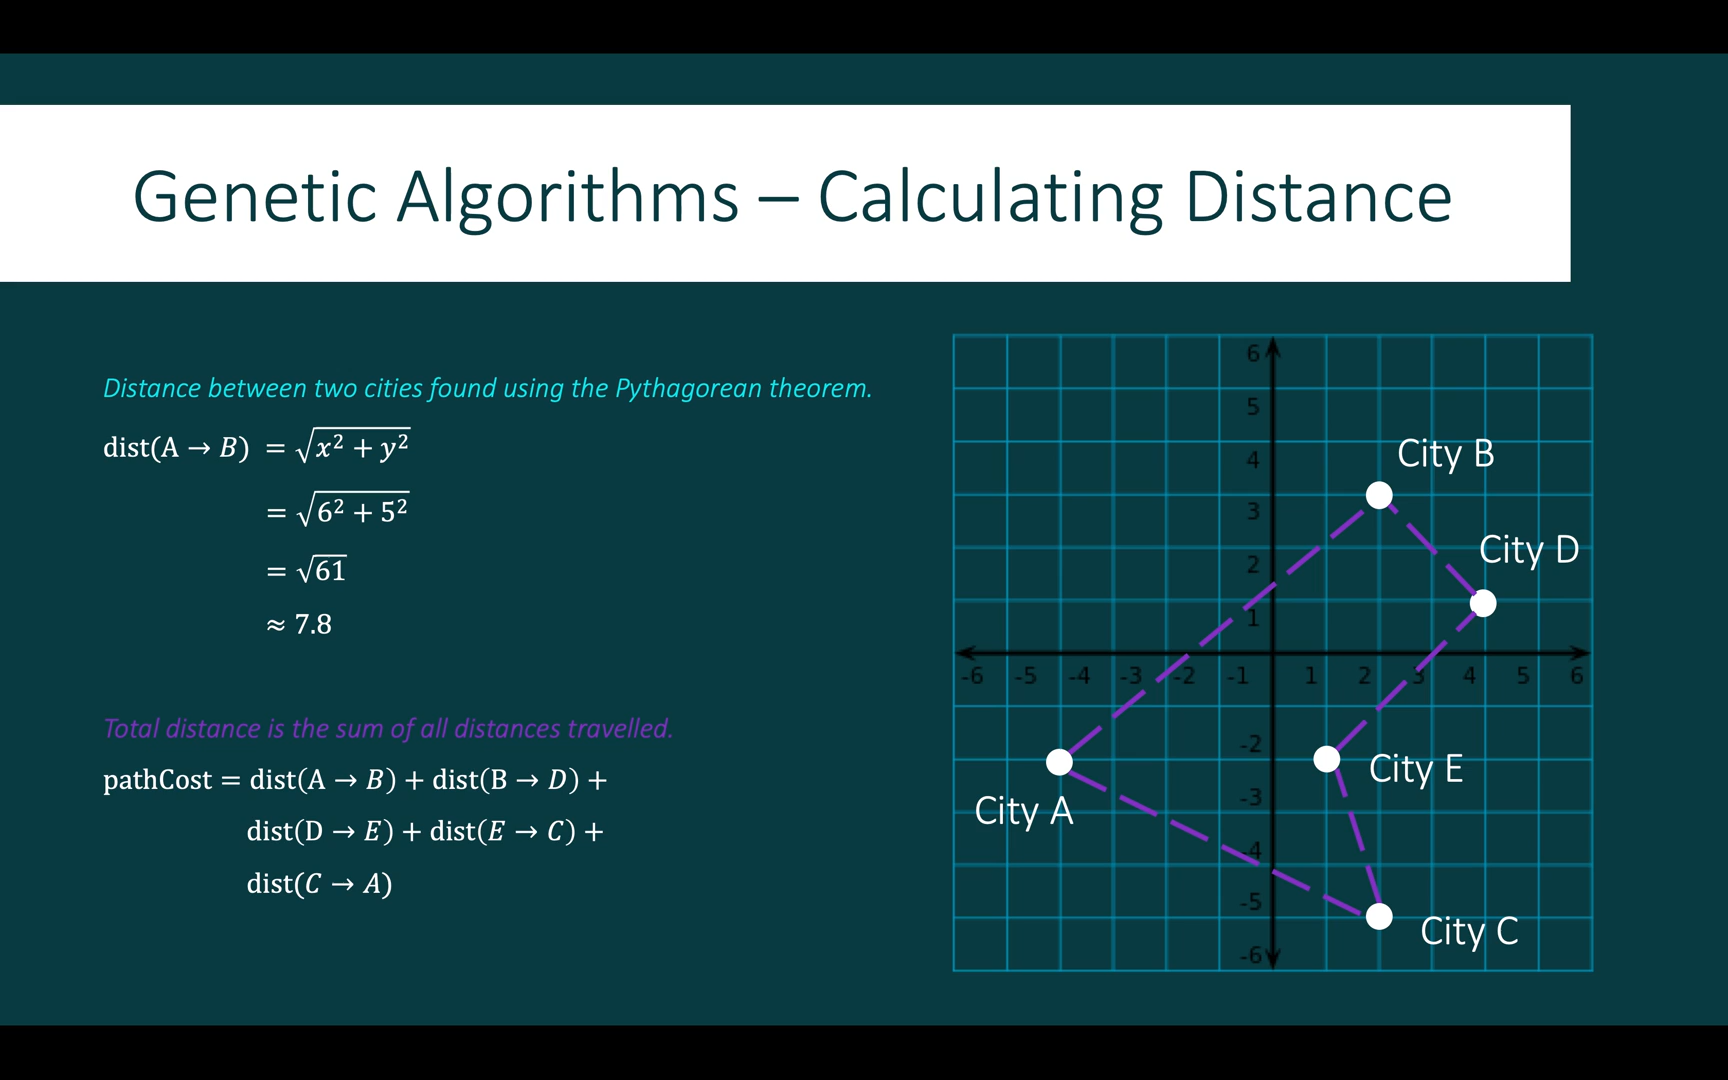 Genetic Algorithms – Calculating Distance
Distance between two cities found using the Pythagorean theorem.
dist(A → B) = √(x² + y²)
= √(6² + 5²)
= √61
≈ 7.8
Total distance is the sum of all distances travelled.
pathCost = dist(A → B) + dist(B → D) +
dist(D → E) + dist(E → C) +
dist(C → A)
6
5
City B
4
3
City D
2
1
-6 -5 -4 -3 -2 -1 1 2 3 4 5 6
-2
City E
-3
City A
-4
-5
City C
-6